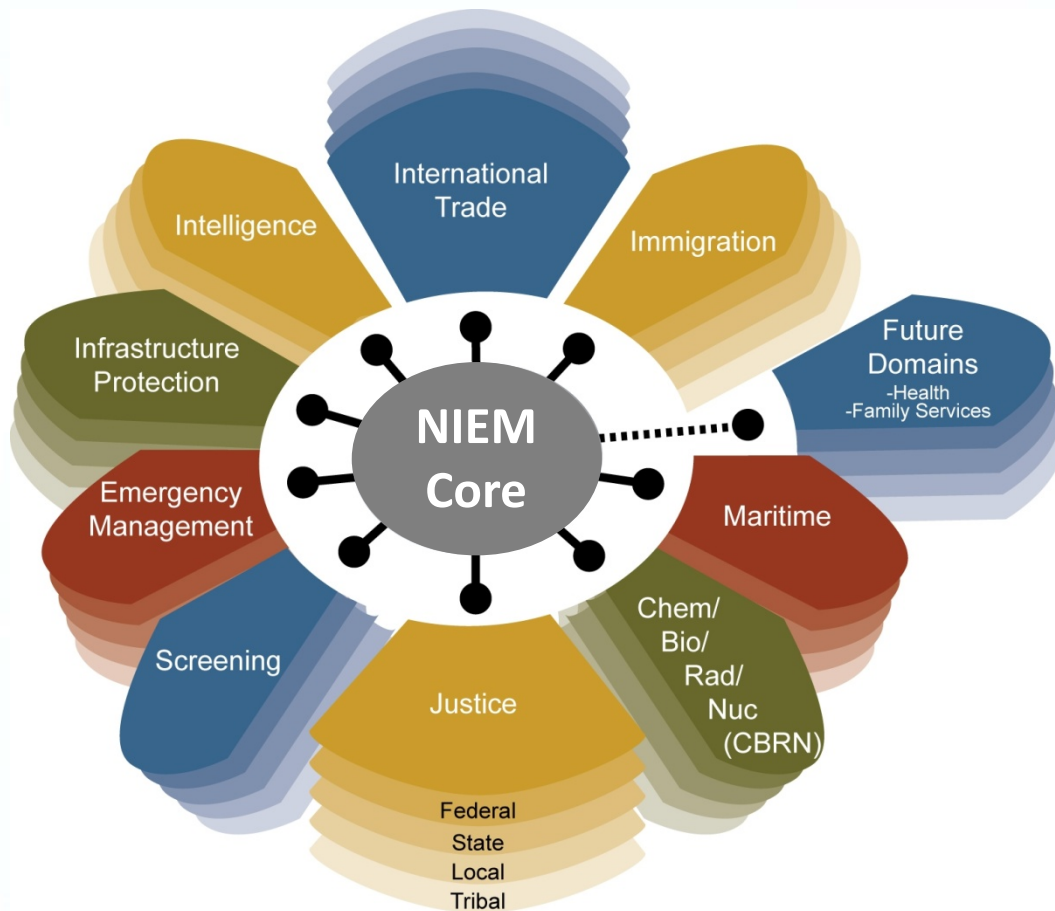 International
Trade
Intelligence
Immigration
Infrastructure
Protection
Future
Domains
-Health
-Family Services
NIEM
Core
Emergency
Management
Maritime
Screening
Justice
Chem/
Bio/
Rad/
Nuc
(CBRN)
Federal
State
Local
Tribal